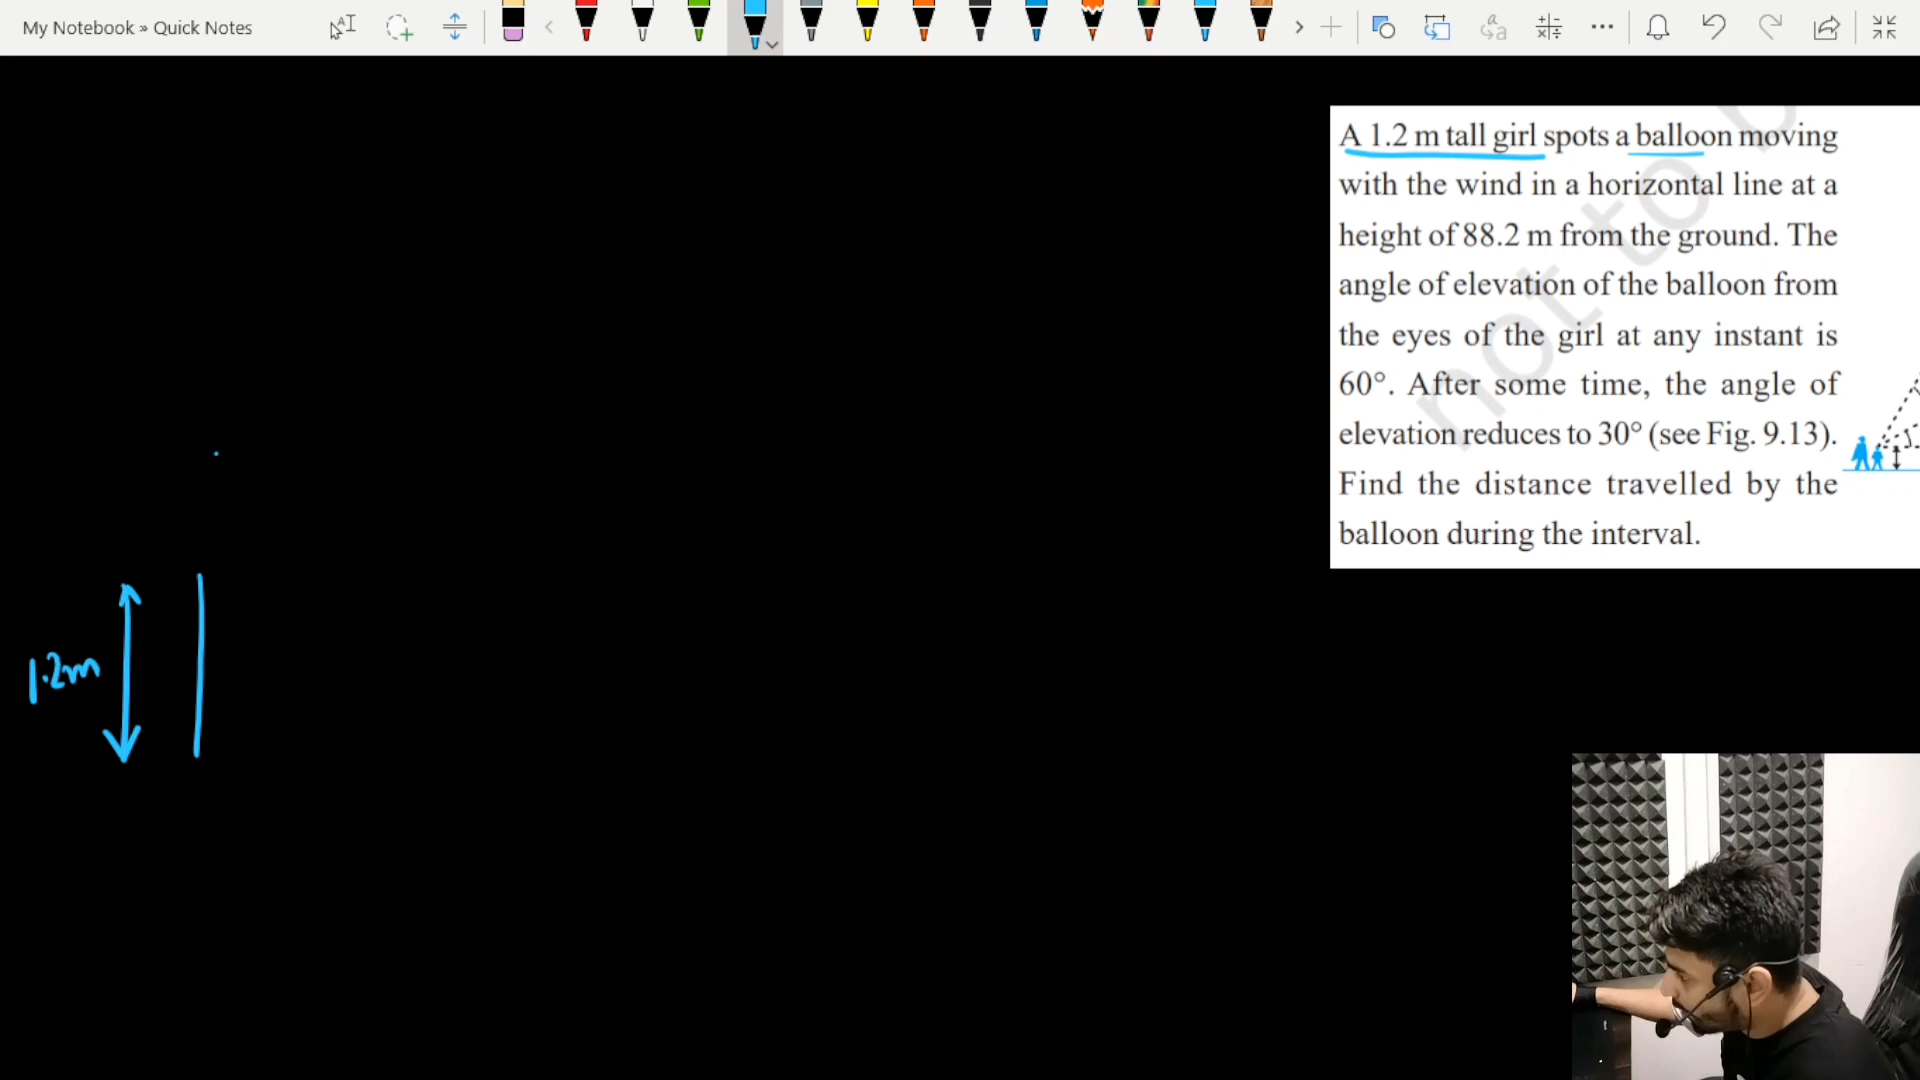 My Notebook » Quick Notes
A 1.2 m tall girl spots a balloon moving
with the wind in a horizontal line at a
height of 88.2 m from the ground. The
angle of elevation of the balloon from
the eyes of the girl at any instant is
60°. After some time, the angle of
elevation reduces to 30° (see Fig. 9.13).
Find the distance travelled by the
balloon during the interval.
not to b
1.2m